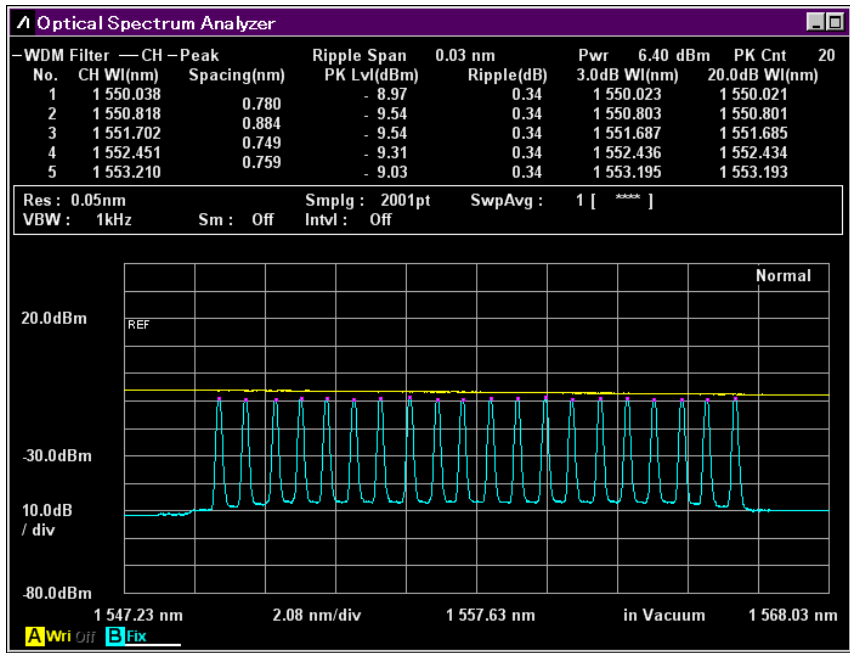 Optical Spectrum Analyzer
WDM Filter — CH – Peak Ripple Span 0.03 nm Pwr 6.40 dBm PK Cnt 20
No. CH Wl(nm) Spacing(nm) PK Lvl(dBm) Ripple(dB) 3.0dB Wl(nm) 20.0dB Wl(nm)
1 1 550.038 - 8.97 0.34 1 550.023 1 550.021
0.780
2 1 550.818 - 9.54 0.34 1 550.803 1 550.801
0.884
3 1 551.702 - 9.54 0.34 1 551.687 1 551.685
0.749
4 1 552.451 - 9.31 0.34 1 552.436 1 552.434
0.759
5 1 553.210 - 9.03 0.34 1 553.195 1 553.193
Res : 0.05nm Smplg : 2001pt SwpAvg : 1 [ **** ]
VBW : 1kHz Sm : Off Intvl : Off
Normal
20.0dBm
REF
-30.0dBm
10.0dB
/ div
-80.0dBm
1 547.23 nm 2.08 nm/div 1 557.63 nm in Vacuum 1 568.03 nm
A Wri Off B Fix